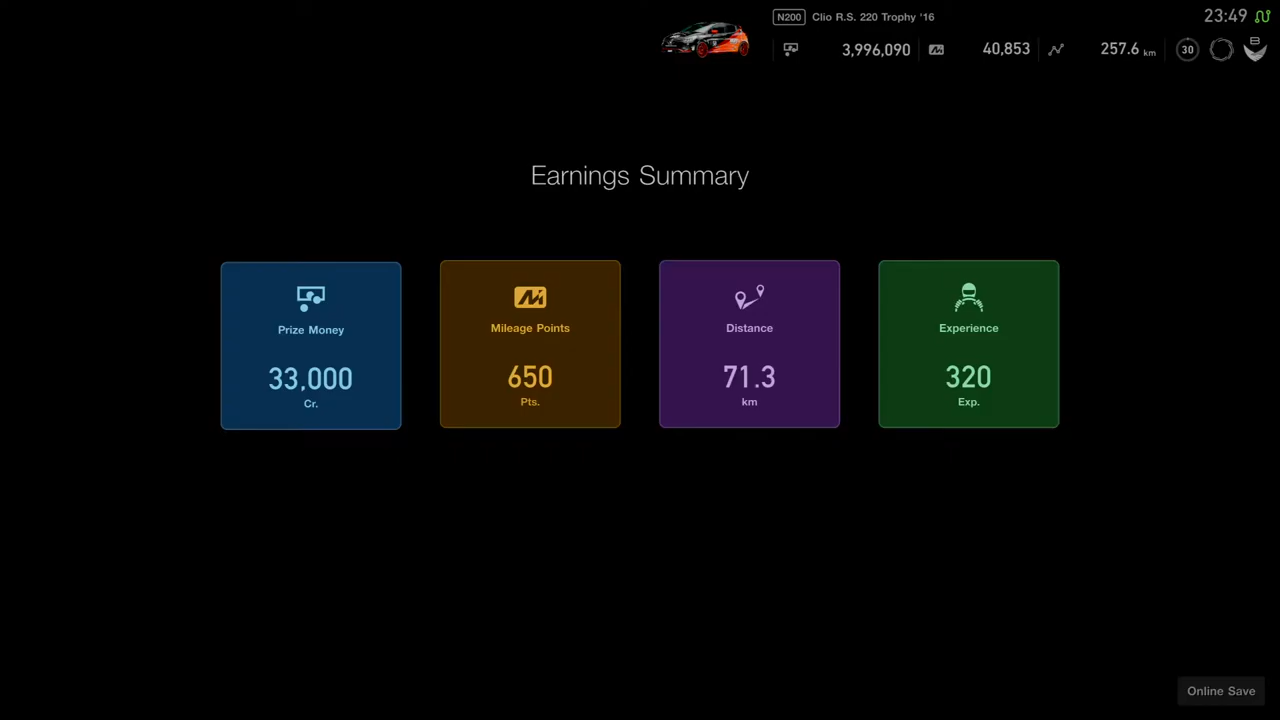 N200 Clio R.S. 220 Trophy '16 23:49
3,996,090 40,853 257.6 km 30 B
Earnings Summary
Prize Money Mileage Points Distance Experience
33,000 650 71.3 320
Cr. Pts. km Exp.
Online Save